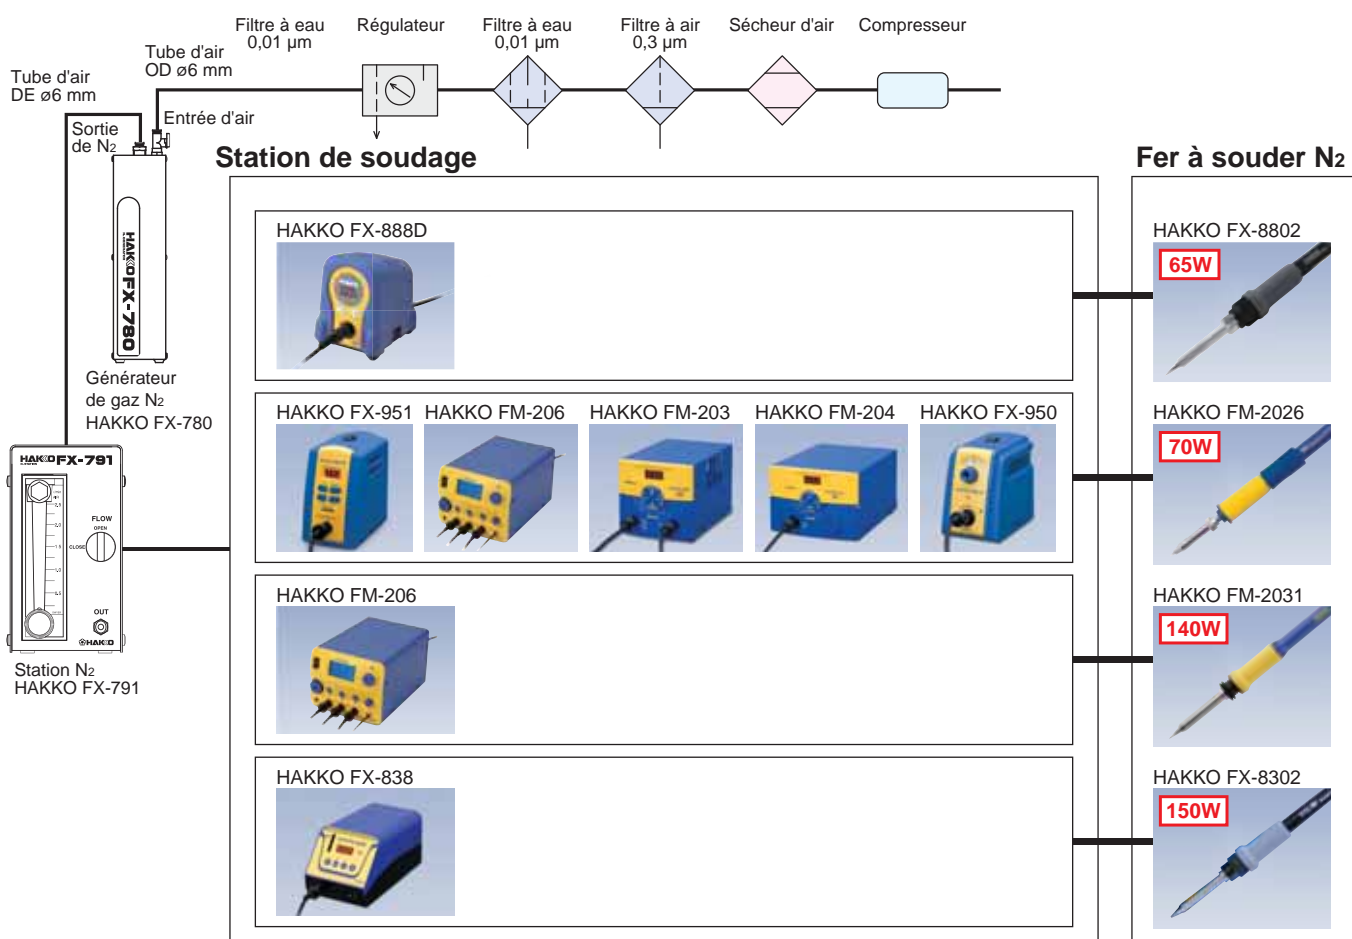 Filtre à eau
0,01 µm
Régulateur
Filtre à eau
0,01 µm
Filtre à air
0,3 µm
Sécheur d'air
Compresseur
Tube d'air
OD ø6 mm
Tube d'air
DE ø6 mm
Entrée d'air
Sortie
de N2
HAKKO FX-780
Générateur
de gaz N2
HAKKO FX-780
HAKKO FX-791
FLOW
OPEN
CLOSE
OUT
HAKKO
Station N2
HAKKO FX-791
Station de soudage
Fer à souder N2
HAKKO FX-888D
HAKKO FX-8802
65W
HAKKO FX-951
HAKKO FM-206
HAKKO FM-203
HAKKO FM-204
HAKKO FX-950
HAKKO FM-2026
70W
HAKKO FM-206
HAKKO FM-2031
140W
HAKKO FX-838
HAKKO FX-8302
150W